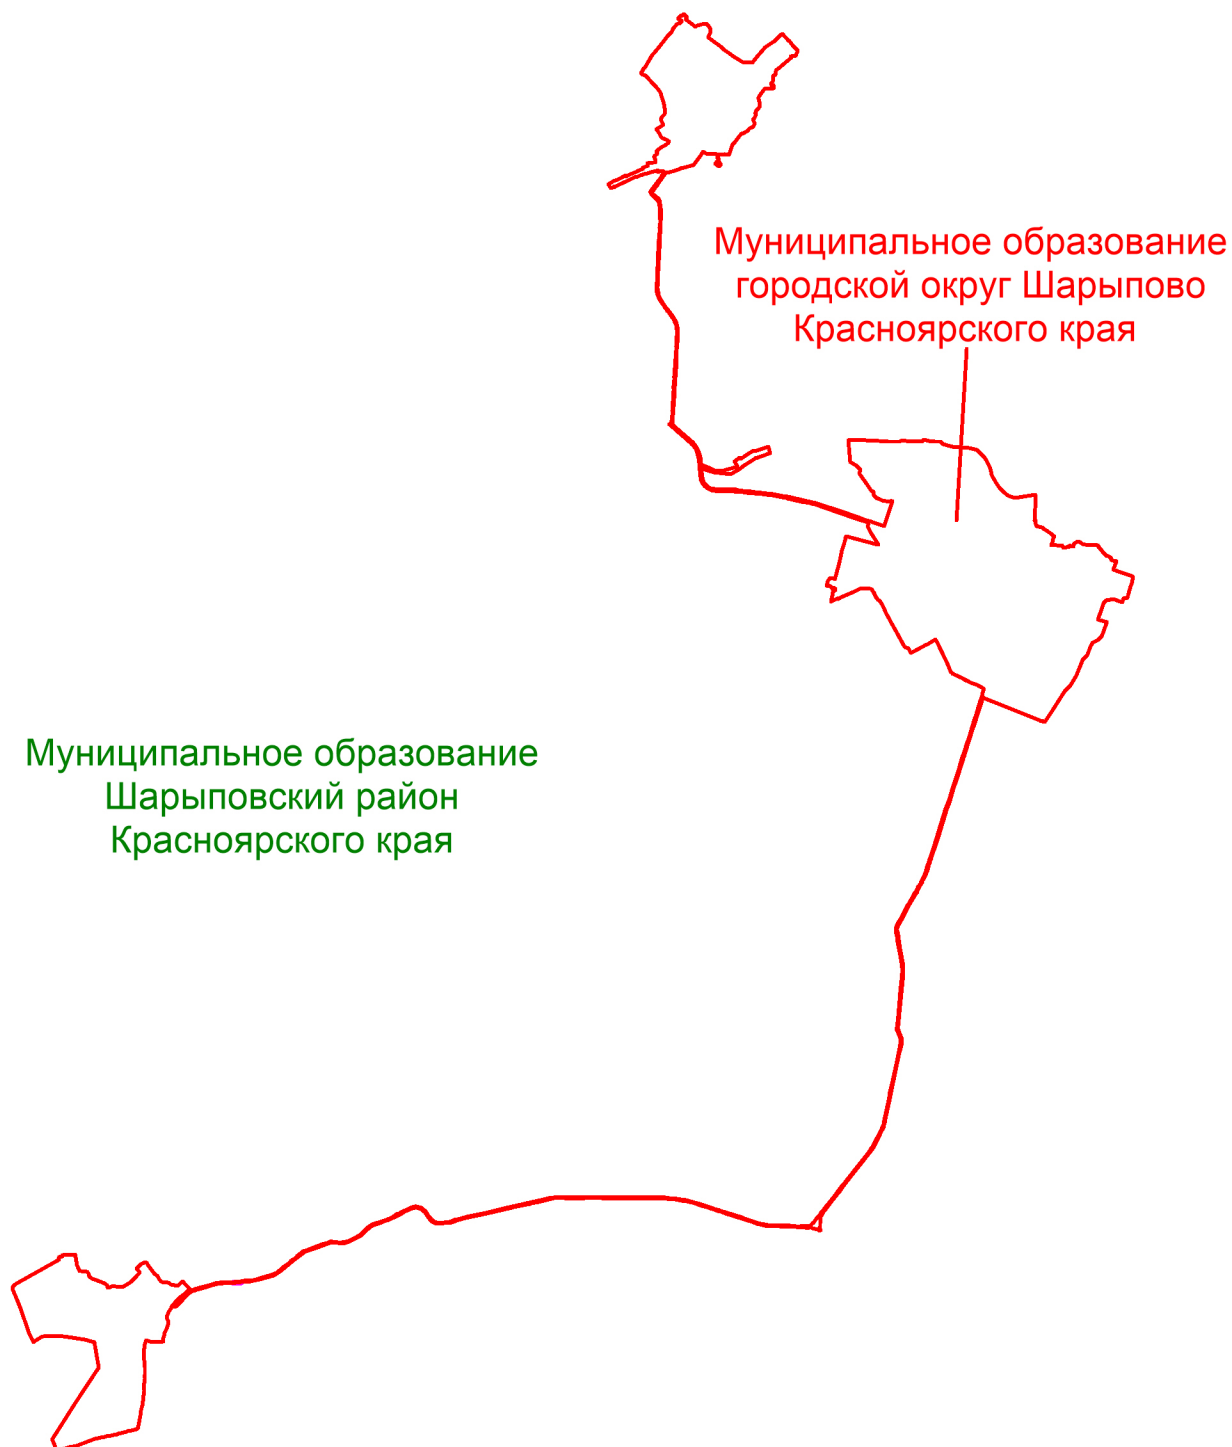 Муниципальное образование
городской округ Шарыпово
Красноярского края
Муниципальное образование
Шарыповский район
Красноярского края